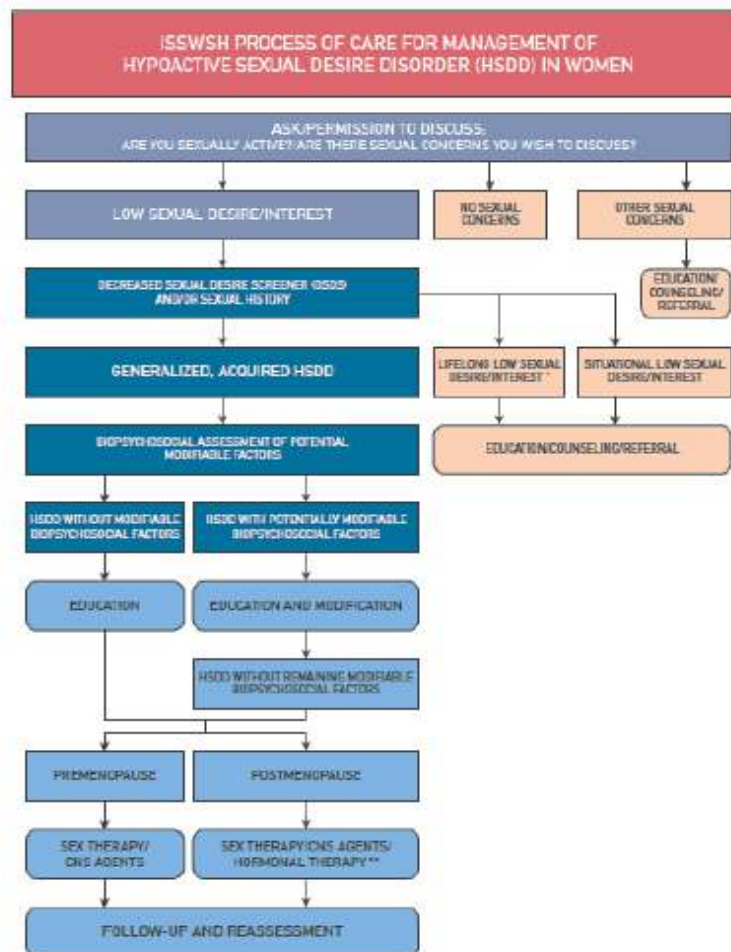 ISSWSH PROCESS OF CARE FOR MANAGEMENT OF
HYPOACTIVE SEXUAL DESIRE DISORDER (HSDD) IN WOMEN
ASK/PERMISSION TO DISCUSS:
ARE YOU SEXUALLY ACTIVE? ARE THERE SEXUAL CONCERNS YOU WISH TO DISCUSS?
LOW SEXUAL DESIRE/INTEREST
NO SEXUAL
CONCERNS
OTHER SEXUAL
CONCERNS
DECREASED SEXUAL DESIRE SCREENER (DSDS)
AND/OR SEXUAL HISTORY
EDUCATION/
COUNSELING/
REFERRAL
GENERALIZED, ACQUIRED HSDD
LIFELONG LOW SEXUAL
DESIRE/INTEREST *
SITUATIONAL LOW SEXUAL
DESIRE/INTEREST
BIOPSYCHOSOCIAL ASSESSMENT OF POTENTIAL
MODIFIABLE FACTORS
EDUCATION/COUNSELING/REFERRAL
HSDD WITHOUT MODIFIABLE
BIOPSYCHOSOCIAL FACTORS
HSDD WITH POTENTIALLY MODIFIABLE
BIOPSYCHOSOCIAL FACTORS
EDUCATION
EDUCATION AND MODIFICATION
HSDD WITHOUT REMAINING MODIFIABLE
BIOPSYCHOSOCIAL FACTORS
PREMENOPAUSE
POSTMENOPAUSE
SEX THERAPY/
CNS AGENTS
SEX THERAPY/CNS AGENTS/
HORMONAL THERAPY **
FOLLOW-UP AND REASSESSMENT